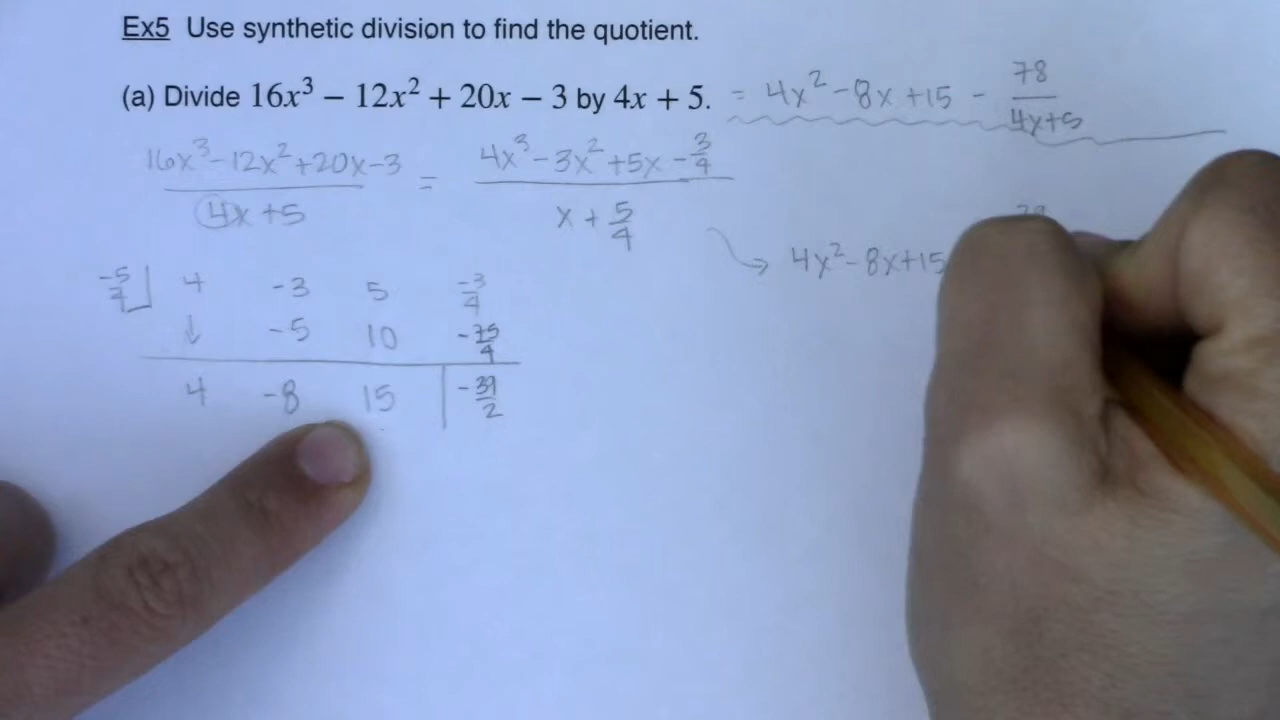 Ex5 Use synthetic division to find the quotient.
(a) Divide 16x³ − 12x² + 20x − 3 by 4x + 5. = 4x² - 8x + 15 - 78/(4x+5)
(16x³ - 12x² + 20x - 3)/(4x + 5) = (4x³ - 3x² + 5x - 3/4)/(x + 5/4)
→ 4x² - 8x + 15
-5/4 | 4 -3 5 -3/4
↓ -5 10 -75/4
4 -8 15 | -39/2